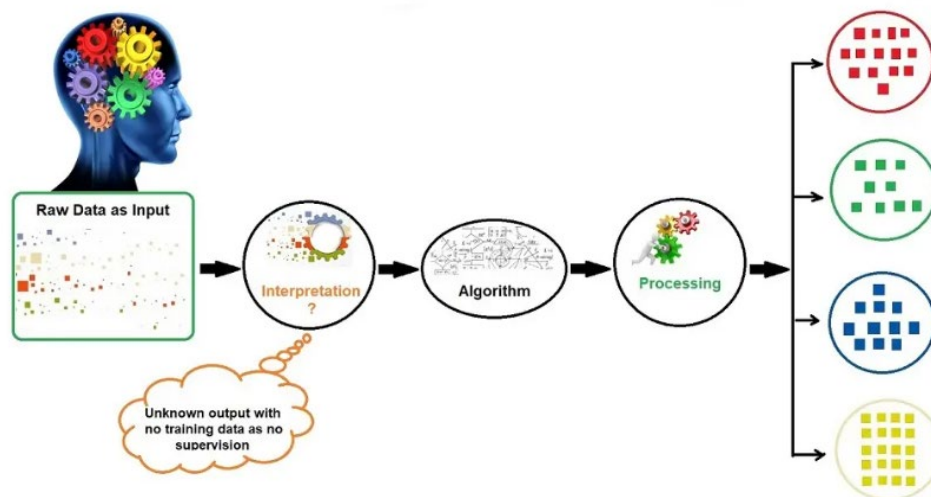 Raw Data as Input
Interpretation
?
Algorithm
Processing
Unknown output with
no training data as no
supervision